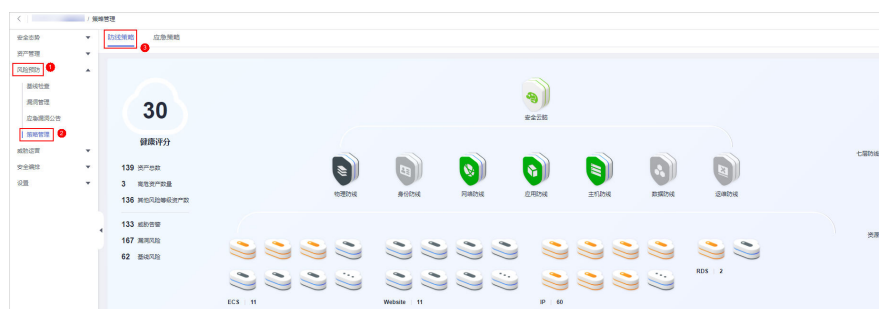 / 策略管理
安全态势
资产管理
风险预防
1
基线检查
漏洞管理
应急漏洞公告
策略管理
2
威胁运营
安全编排
设置
防线策略
应急策略
3
30
健康评分
139 资产总数
3 高危资产数量
136 其他风险等级资产数
133 威胁告警
167 漏洞风险
62 基线风险
安全云脑
七层防线
物理防线
身份防线
网络防线
应用防线
主机防线
数据防线
运维防线
资源
ECS 11
Website 11
IP 60
RDS 2